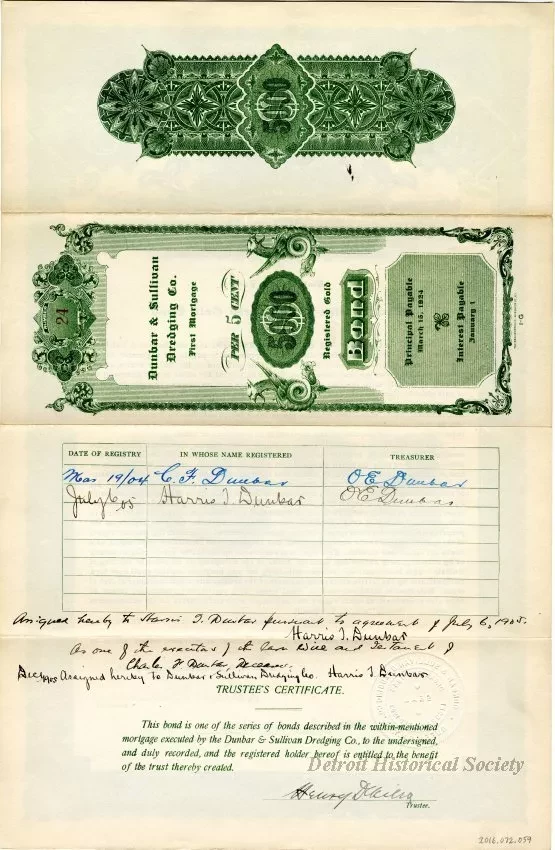 5000
24
Dunbar & Sullivan
Dredging Co.
First Mortgage
PER 5 CENT
5000
Registered Gold
Bond
Principal Payable
March 15, 1924
Interest Payable
January 1
DATE OF REGISTRY IN WHOSE NAME REGISTERED TREASURER
Mar 19/04 C. F. Dunbar O E Dunbar
July 6, 05 Harris T. Dunbar O E Dunbar
Assigned hereby to Harris T. Dunbar pursuant to agreement of July 6, 1905.
Harris T. Dunbar
As one of the executors of the last Will and Testament of
Charles F. Dunbar, Deceased.
Assigned hereby to Dunbar & Sullivan Dredging Co. Harris T. Dunbar
TRUSTEE'S CERTIFICATE.
This bond is one of the series of bonds described in the within-mentioned
mortgage executed by the Dunbar & Sullivan Dredging Co., to the undersigned,
and duly recorded, and the registered holder hereof is entitled to the benefit
of the trust thereby created.
Detroit Historical Society
Henry
Trustee.
2016.072.059